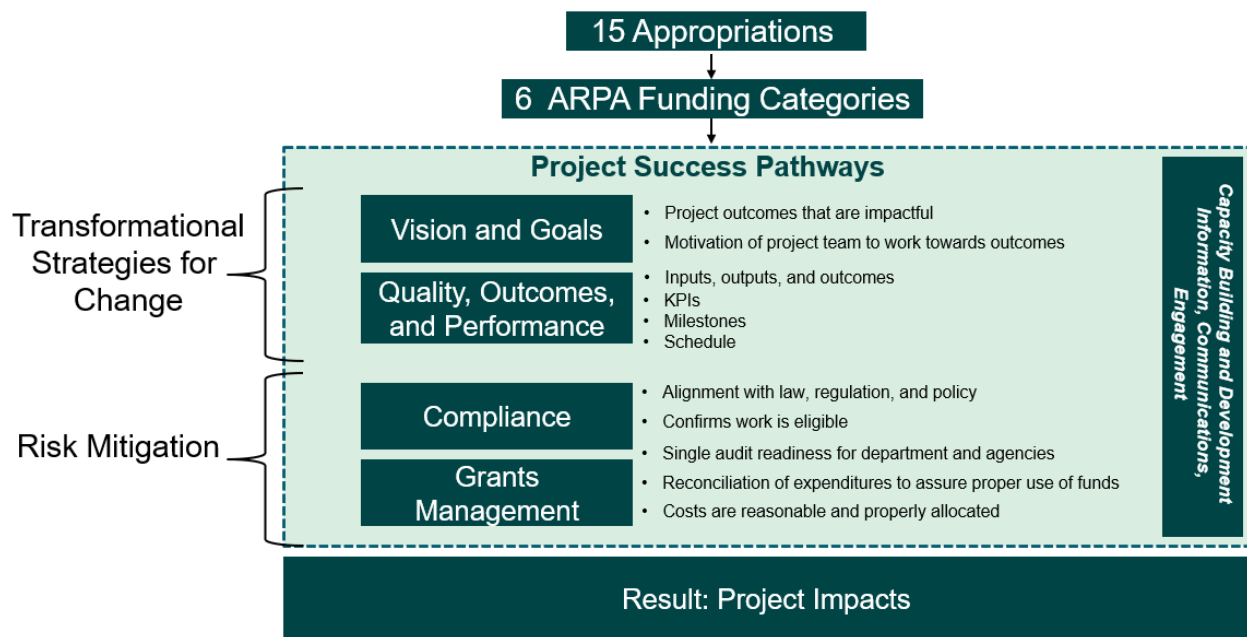 15 Appropriations
6 ARPA Funding Categories
Project Success Pathways
Transformational
Strategies for
Change
Vision and Goals
• Project outcomes that are impactful
• Motivation of project team to work towards outcomes
Quality, Outcomes,
and Performance
• Inputs, outputs, and outcomes
• KPIs
• Milestones
• Schedule
Risk Mitigation
Compliance
• Alignment with law, regulation, and policy
• Confirms work is eligible
Grants
Management
• Single audit readiness for department and agencies
• Reconciliation of expenditures to assure proper use of funds
• Costs are reasonable and properly allocated
Capacity Building and Development
Information, Communications,
Engagement
Result: Project Impacts